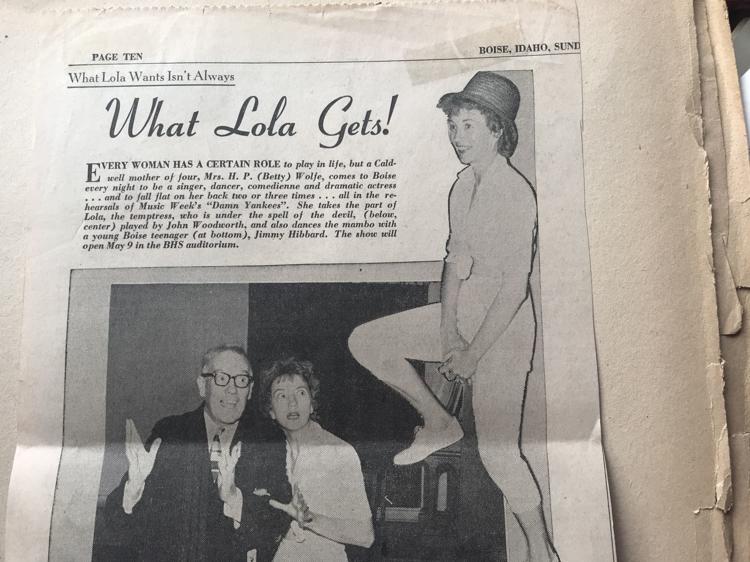 PAGE TEN
BOISE, IDAHO, SUND
What Lola Wants Isn't Always
What Lola Gets!
EVERY WOMAN HAS A CERTAIN ROLE to play in life, but a Cald-
well mother of four, Mrs. H. P. (Betty) Wolfe, comes to Boise
every night to be a singer, dancer, comedienne and dramatic actress
. . . and to fall flat on her back two or three times . . . all in the re-
hearsals of Music Week's "Damn Yankees". She takes the part of
Lola, the temptress, who is under the spell of the devil, (below,
center) played by John Woodworth, and also dances the mambo with
a young Boise teenager (at bottom), Jimmy Hibbard. The show will
open May 9 in the BHS auditorium.